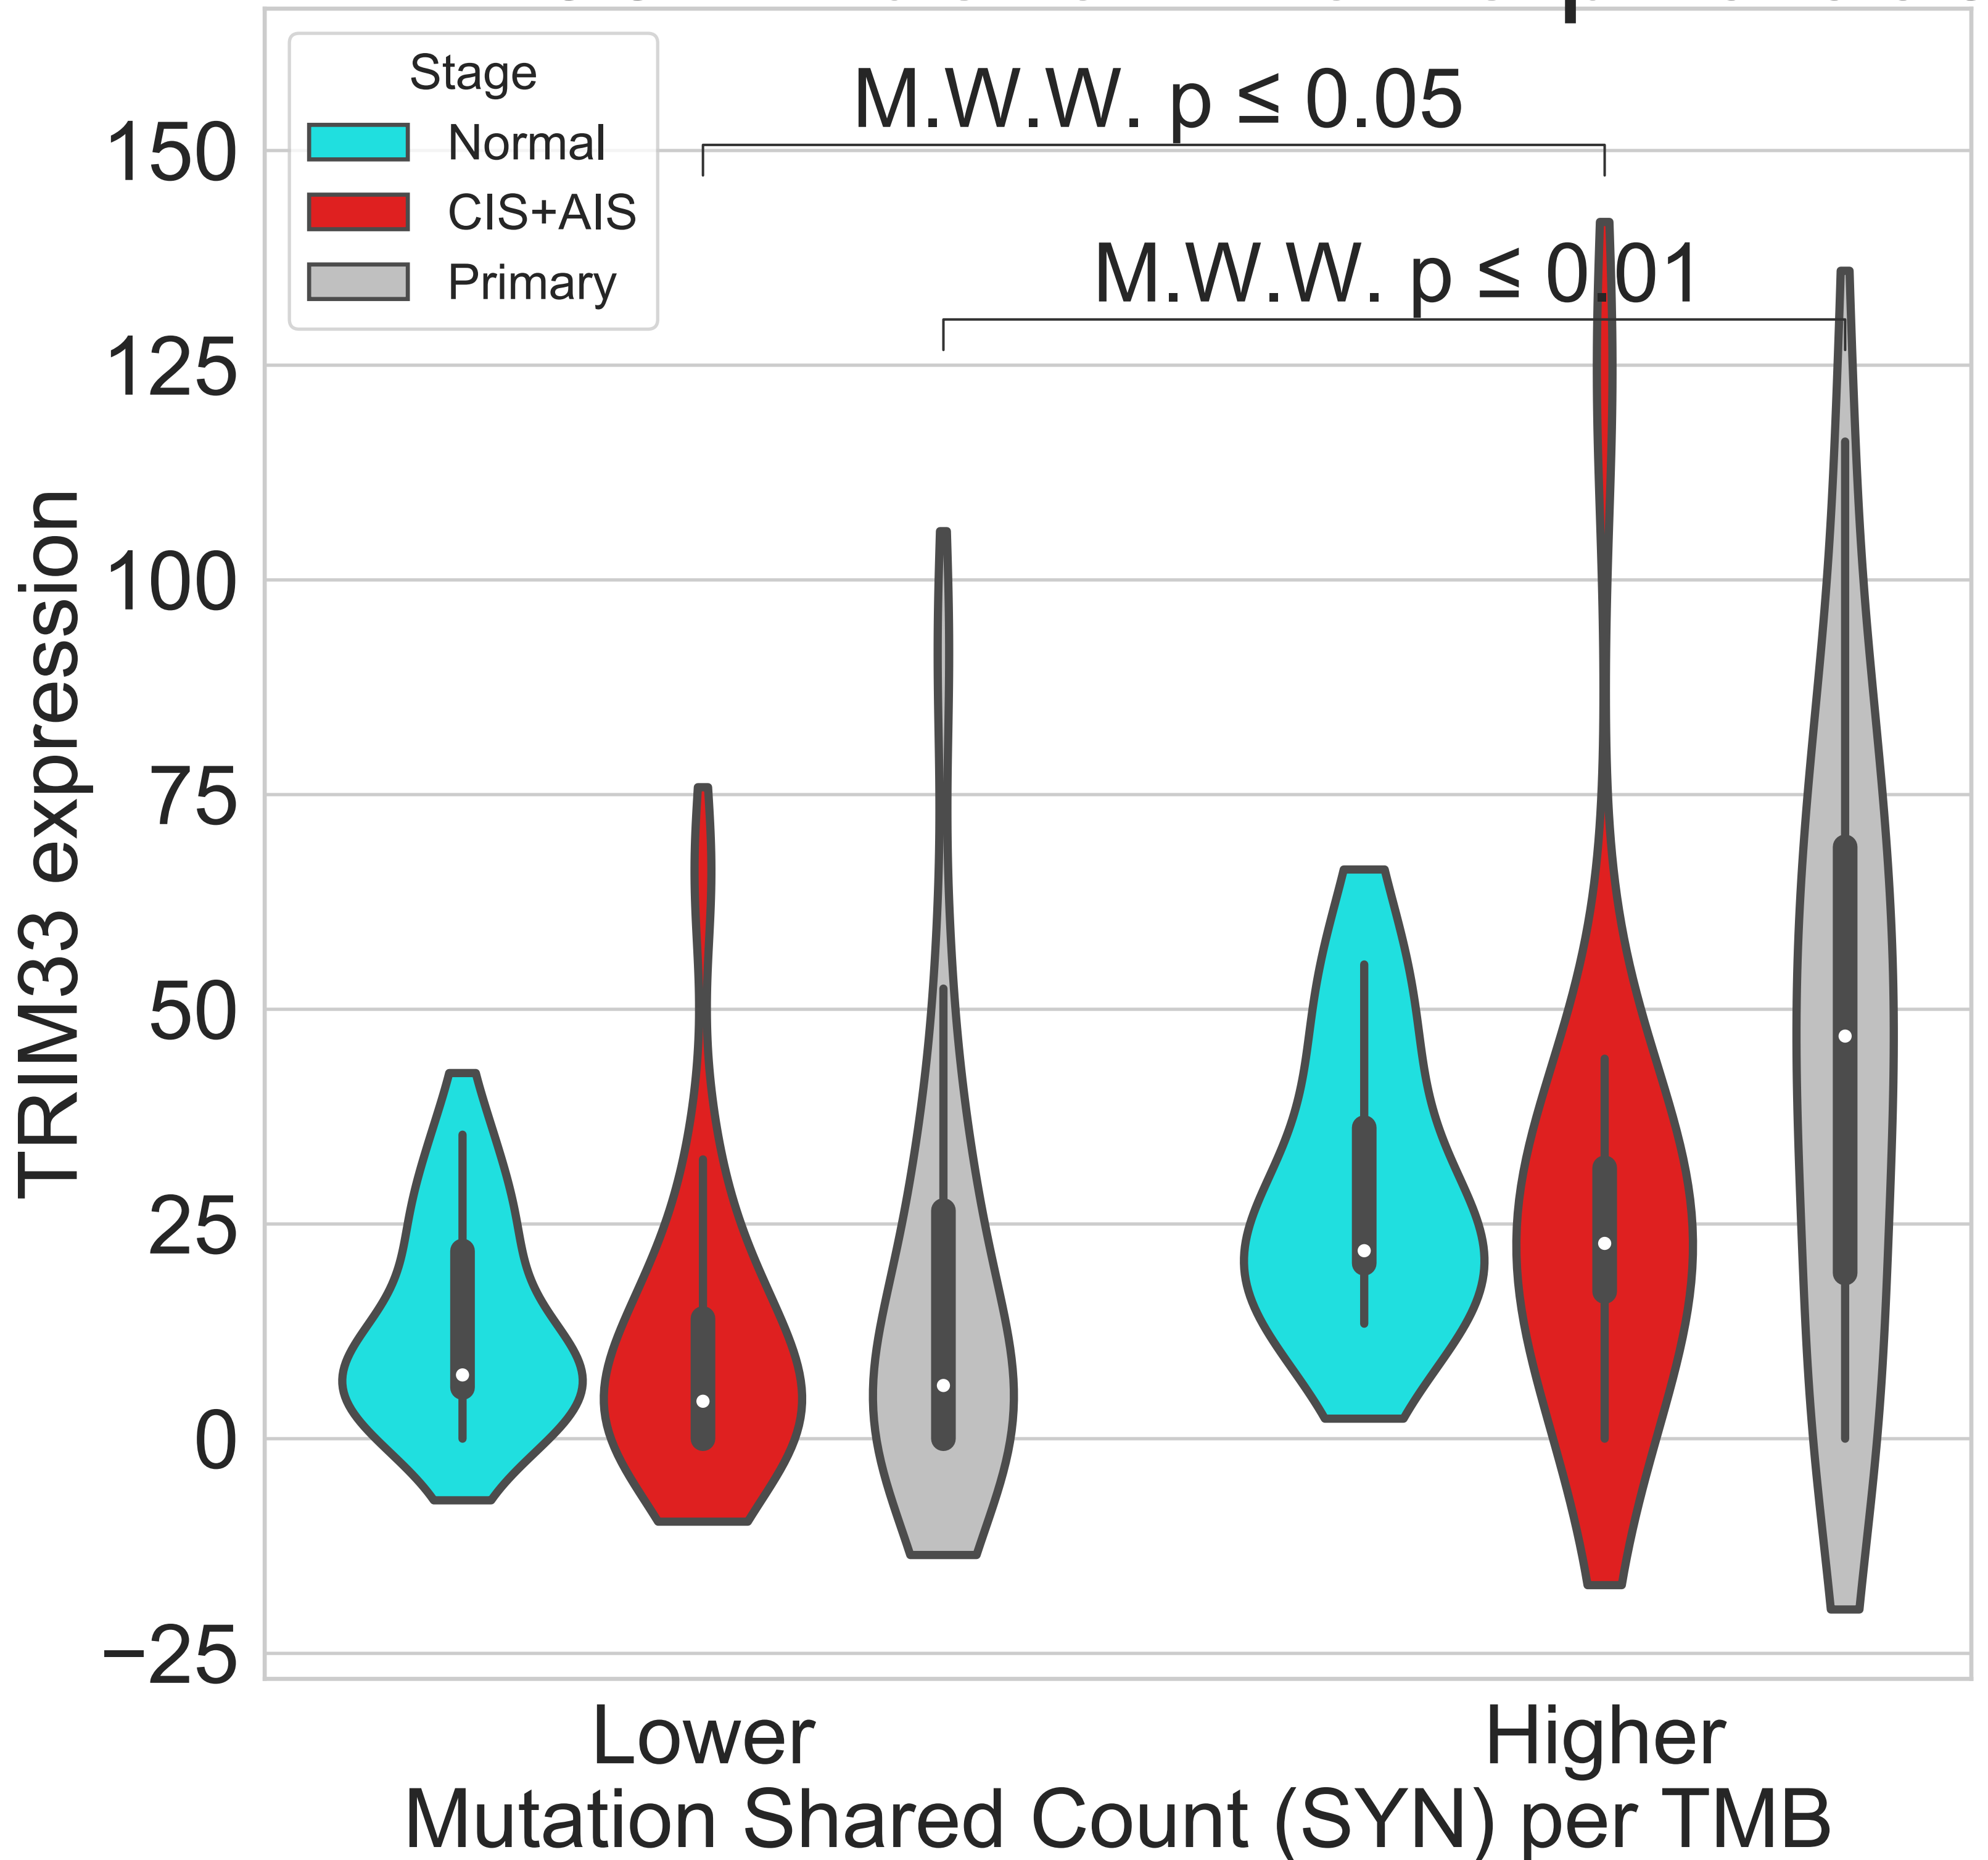 Stage
Normal
CIS+AIS
Primary
M.W.W. p ≤ 0.05
M.W.W. p ≤ 0.01
150
125
100
75
50
25
0
−25
TRIM33 expression
Lower
Higher
Mutation Shared Count (SYN) per TMB